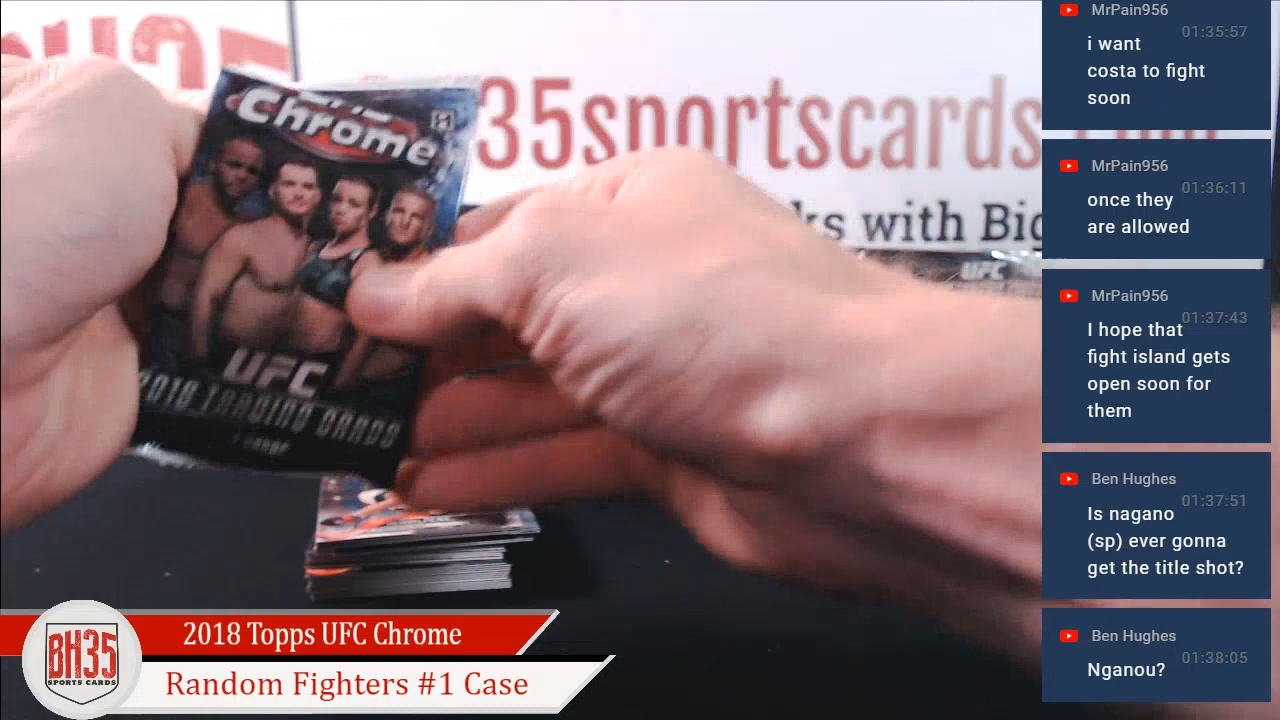 Chrome
UFC
2018 TRADING CARDS
35sportscards
ks with Big
UFC
BH35
SPORTS CARDS
2018 Topps UFC Chrome
Random Fighters #1 Case
MrPain956
01:35:57
i want
costa to fight
soon
MrPain956
01:36:11
once they
are allowed
MrPain956
01:37:43
I hope that
fight island gets
open soon for
them
Ben Hughes
01:37:51
Is nagano
(sp) ever gonna
get the title shot?
Ben Hughes
01:38:05
Nganou?